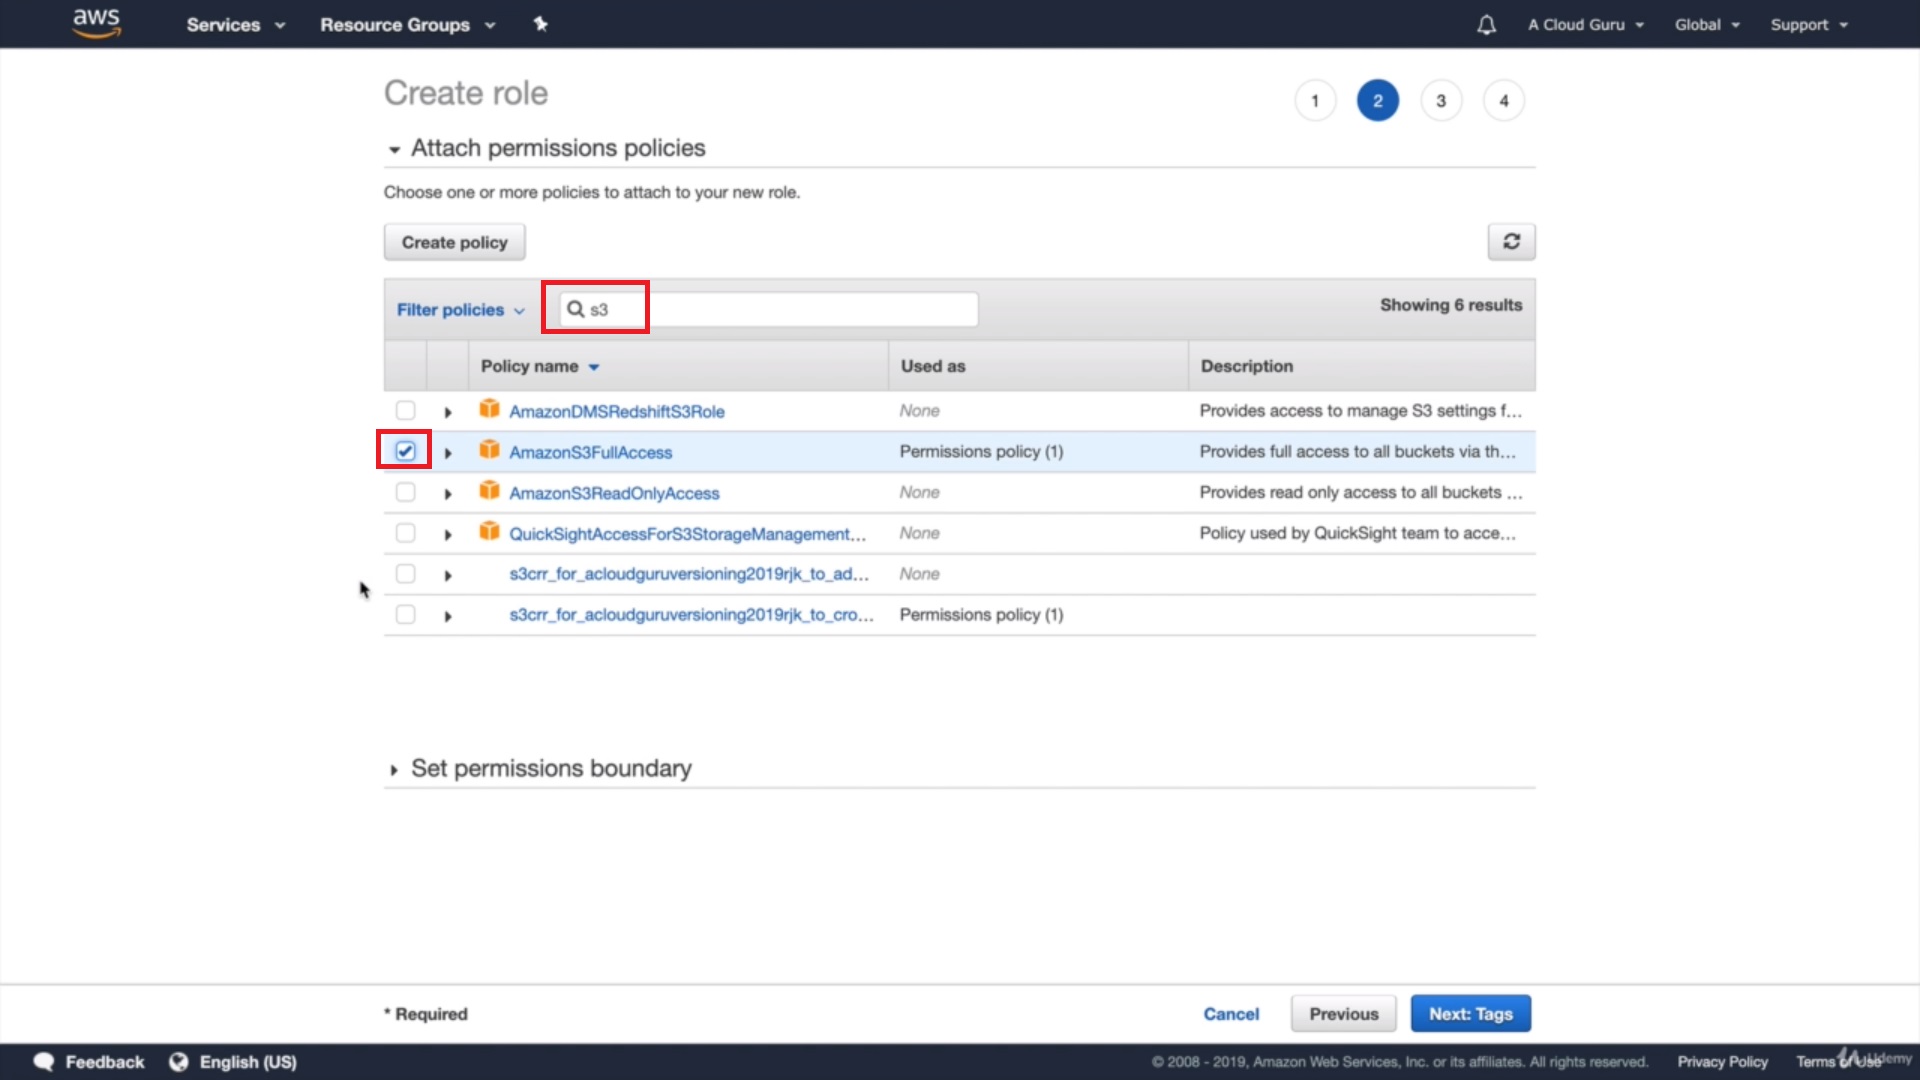 aws Services Resource Groups A Cloud Guru Global Support
Create role
1 2 3 4
Attach permissions policies
Choose one or more policies to attach to your new role.
Create policy
Filter policies s3 Showing 6 results
Policy name Used as Description
AmazonDMSRedshiftS3Role None Provides access to manage S3 settings f...
AmazonS3FullAccess Permissions policy (1) Provides full access to all buckets via th...
AmazonS3ReadOnlyAccess None Provides read only access to all buckets ...
QuickSightAccessForS3StorageManagement... None Policy used by QuickSight team to acce...
s3crr_for_acloudguruversioning2019rjk_to_ad... None
s3crr_for_acloudguruversioning2019rjk_to_cro... Permissions policy (1)
Set permissions boundary
* Required Cancel Previous Next: Tags
Feedback English (US) © 2008 - 2019, Amazon Web Services, Inc. or its affiliates. All rights reserved. Privacy Policy Terms of Use
Udemy